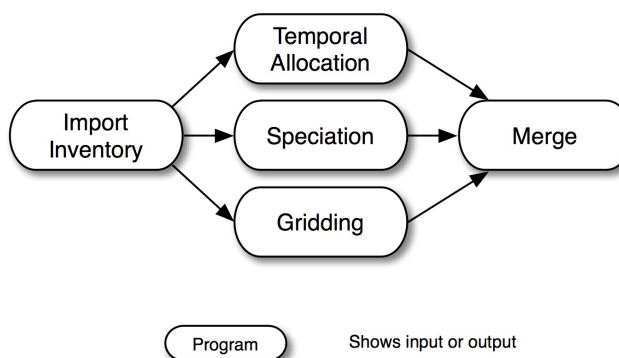 Temporal
Allocation
Import
Inventory
Speciation
Merge
Gridding
Program
Shows input or output